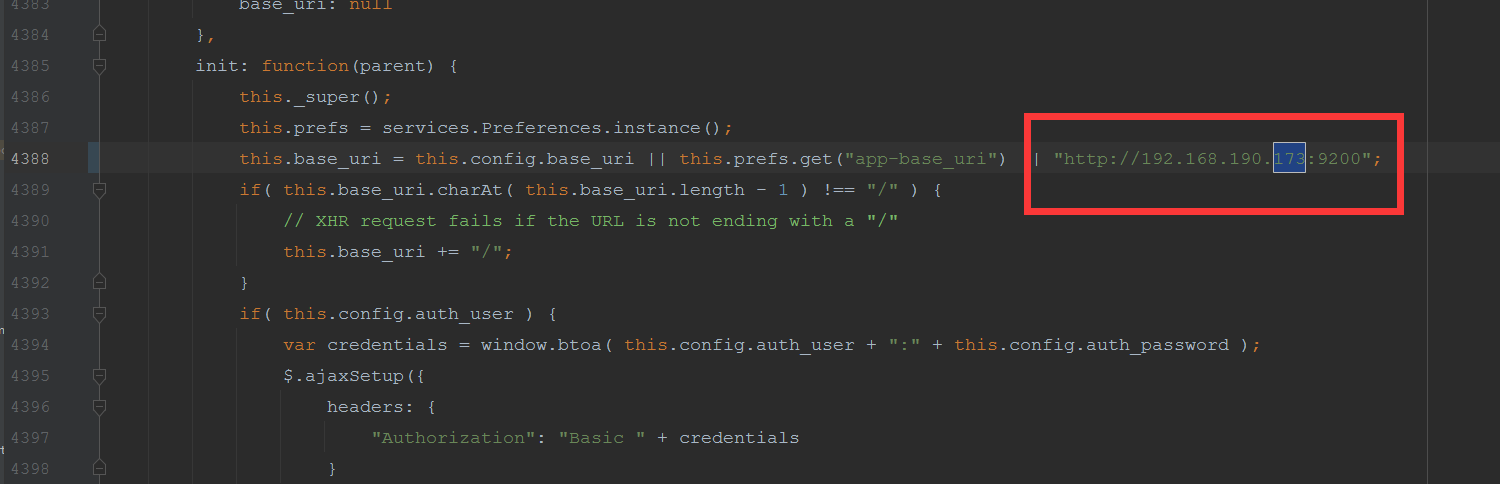 4383 base_uri: null
4384 },
4385 init: function(parent) {
4386 this._super();
4387 this.prefs = services.Preferences.instance();
4388 this.base_uri = this.config.base_uri || this.prefs.get("app-base_uri") | "http://192.168.190.173:9200";
4389 if( this.base_uri.charAt( this.base_uri.length - 1 ) !== "/" ) {
4390 // XHR request fails if the URL is not ending with a "/"
4391 this.base_uri += "/";
4392 }
4393 if( this.config.auth_user ) {
4394 var credentials = window.btoa( this.config.auth_user + ":" + this.config.auth_password );
4395 $.ajaxSetup({
4396 headers: {
4397 "Authorization": "Basic " + credentials
4398 }